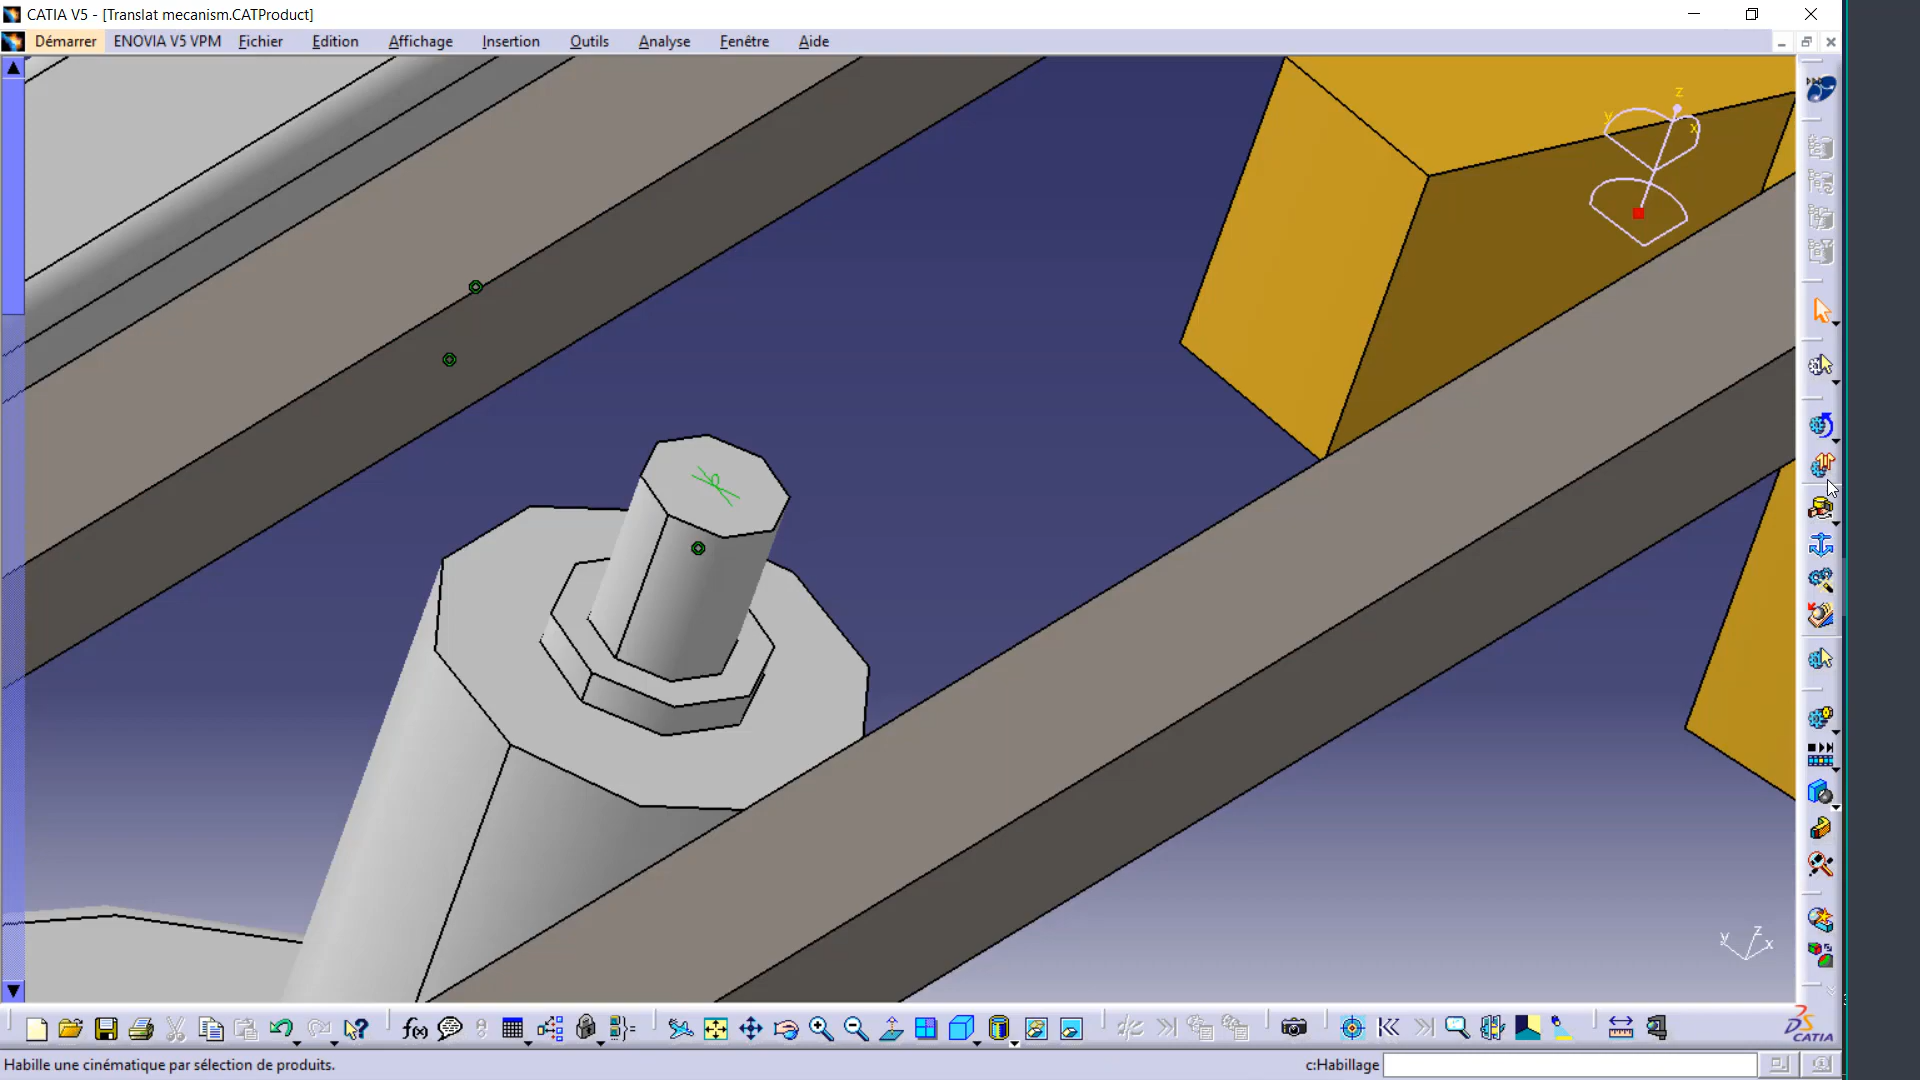 CATIA V5 - [Translat mecanism.CATProduct]
Démarrer ENOVIA V5 VPM Fichier Edition Affichage Insertion Outils Analyse Fenêtre Aide
z
y
x
y z x
f(x)
CATIA
Habille une cinématique par sélection de produits.
c:Habillage